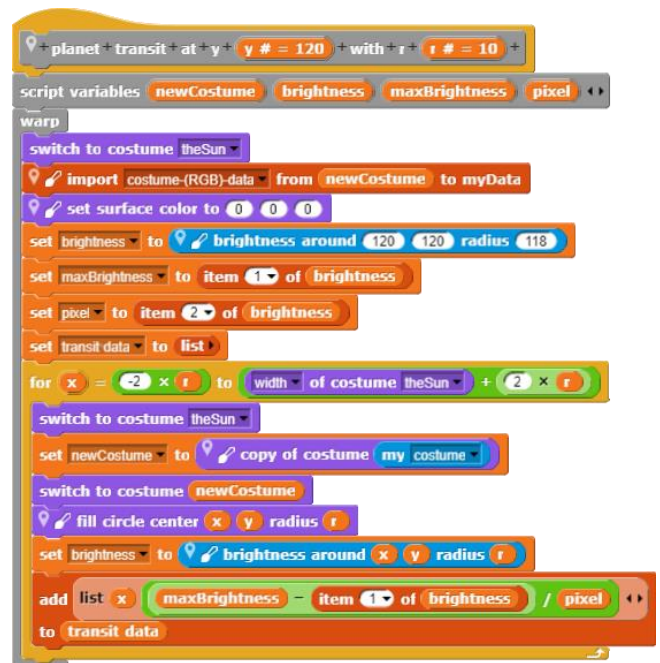 + planet + transit + at + y + y # = 120 + with + r + r # = 10 +
script variables newCostume brightness maxBrightness pixel
warp
switch to costume theSun
import costume-(RGB)-data from newCostume to myData
set surface color to 0 0 0
set brightness to brightness around 120 120 radius 118
set maxBrightness to item 1 of brightness
set pixel to item 2 of brightness
set transit data to list
for x = -2 × r to width of costume theSun + 2 × r
switch to costume theSun
set newCostume to copy of costume my costume
switch to costume newCostume
fill circle center x y radius r
set brightness to brightness around x y radius r
add list x maxBrightness - item 1 of brightness / pixel
to transit data